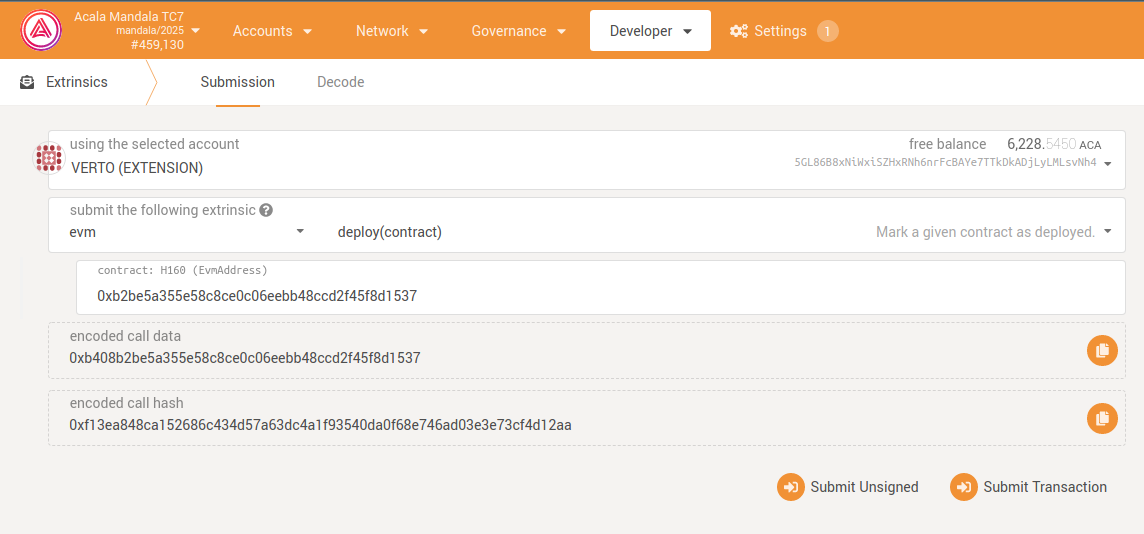 Acala Mandala TC7
mandala/2025
#459,130
Accounts
Network
Governance
Developer
Settings
1
Extrinsics
Submission
Decode
using the selected account
VERTO (EXTENSION)
free balance 6,228.5450 ACA
5GL86B8xNiWxiSZHxRNh6nrFcBAYe7TTkDkADjLyLMLsvNh4
submit the following extrinsic
evm
deploy(contract)
Mark a given contract as deployed.
contract: H160 (EvmAddress)
0xb2be5a355e58c8ce0c06eebb48ccd2f45f8d1537
encoded call data
0xb408b2be5a355e58c8ce0c06eebb48ccd2f45f8d1537
encoded call hash
0xf13ea848ca152686c434d57a63dc4a1f93540da0f68e746ad03e3e73cf4d12aa
Submit Unsigned
Submit Transaction